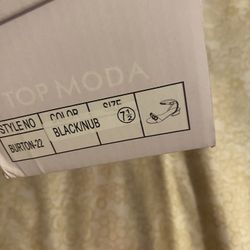 TOP MODA
STYLE NO COLOR SIZE
BURTON-22 BLACK/NUB 7½